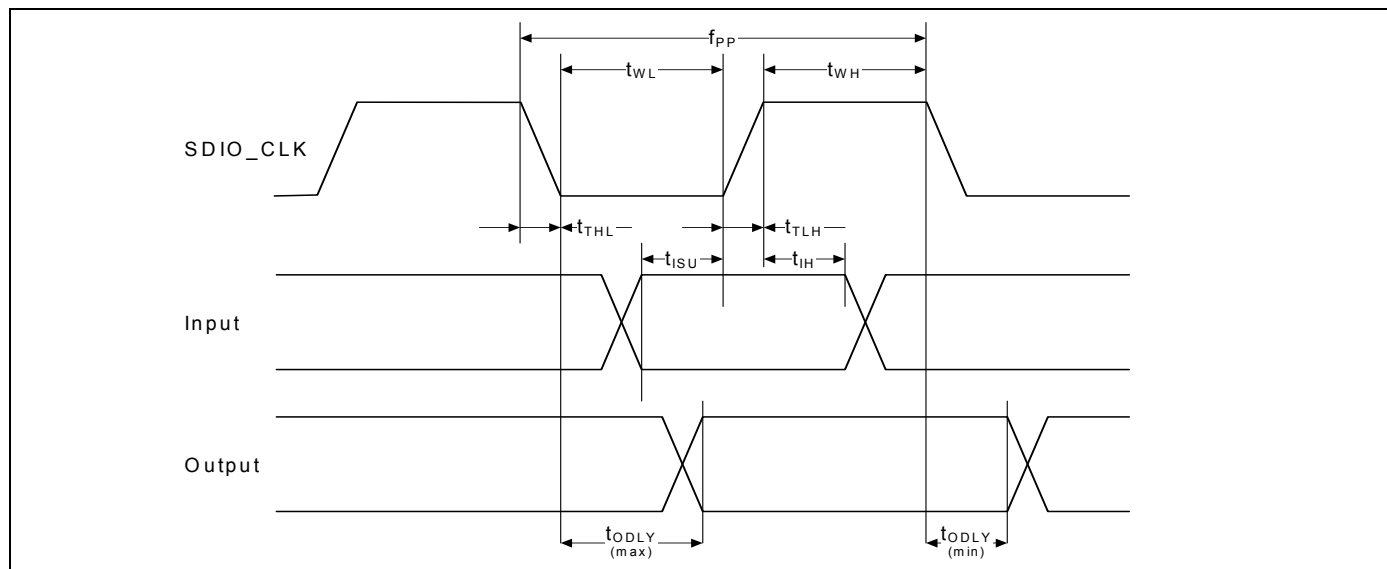 fPP
tWL
tWH
SDIO_CLK
tTHL
tTLH
tISU
tIH
Input
Output
tODLY
(max)
tODLY
(min)